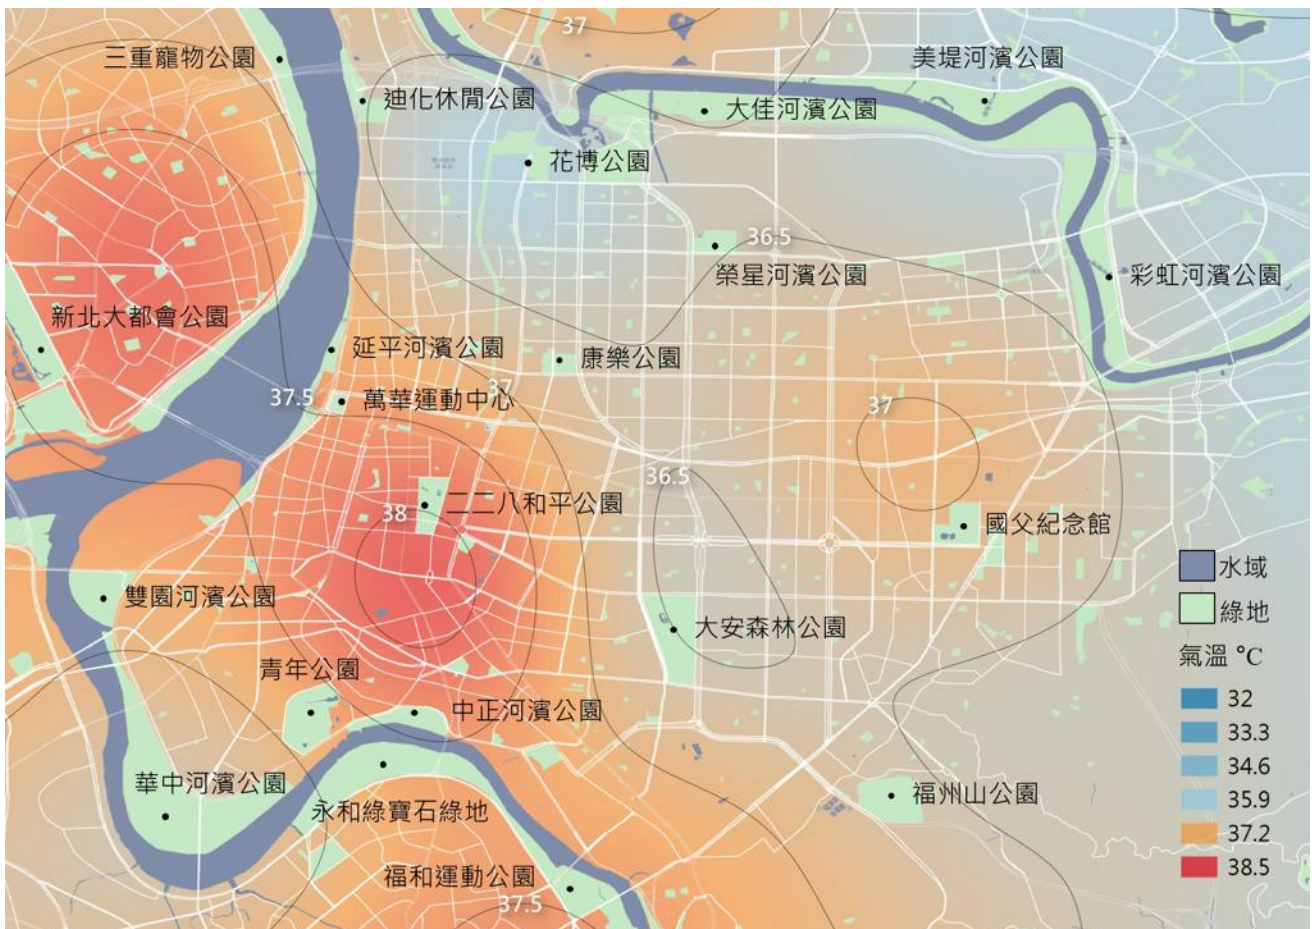 37
三重寵物公園
美堤河濱公園
迪化休閒公園
大佳河濱公園
花博公園
36.5
榮星河濱公園
彩虹河濱公園
新北大都會公園
延平河濱公園
康樂公園
37.5
萬華運動中心
37
37
36.5
二二八和平公園
38
國父紀念館
水域
雙園河濱公園
綠地
大安森林公園
氣溫 °C
青年公園
32
中正河濱公園
33.3
34.6
華中河濱公園
福州山公園
35.9
永和綠寶石綠地
37.2
福和運動公園
38.5
37.5